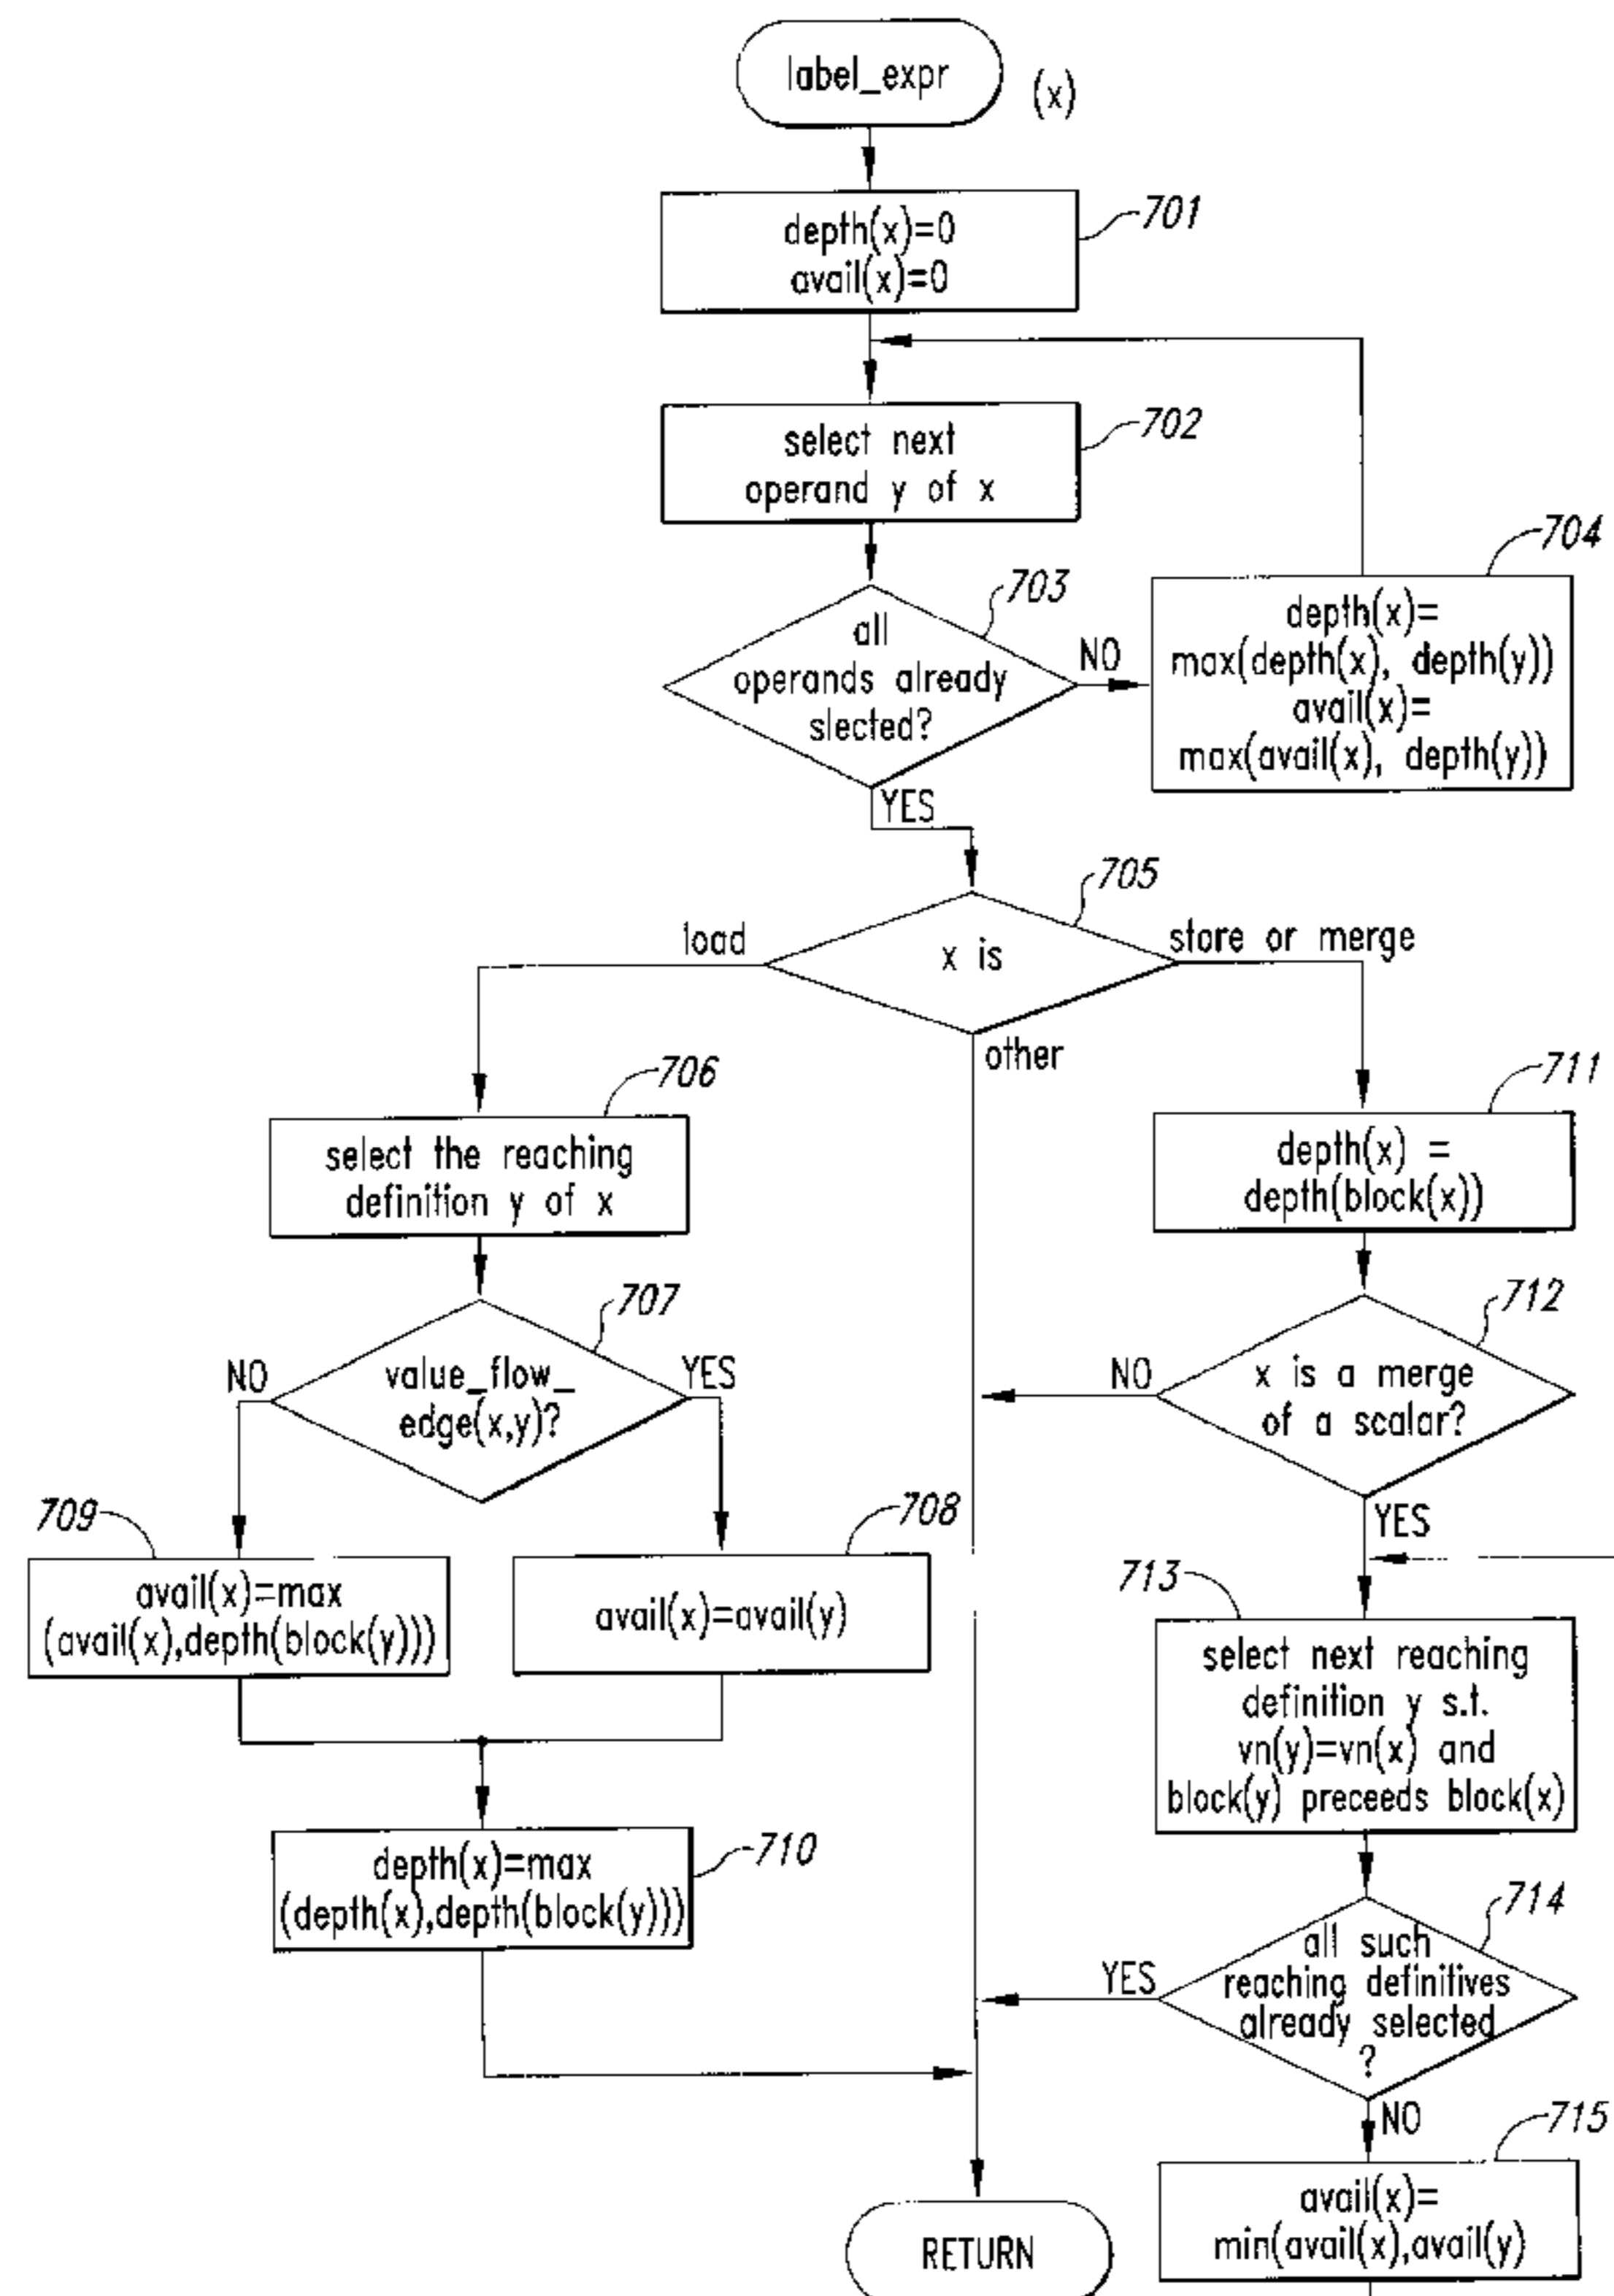 label_expr
(x)
701
depth(x)=0
avail(x)=0
702
select next
operand y of x
703
all
operands already
slected?
NO
YES
704
depth(x)=
max(depth(x), depth(y))
avail(x)=
max(avail(x), depth(y))
705
x is
load
store or merge
other
706
select the reaching
definition y of x
707
value_flow_
edge(x,y)?
NO
YES
709
avail(x)=max
(avail(x),depth(block(y)))
708
avail(x)=avail(y)
710
depth(x)=max
(depth(x),depth(block(y)))
711
depth(x) =
depth(block(x))
712
x is a merge
of a scalar?
NO
YES
713
select next reaching
definition y s.t.
vn(y)=vn(x) and
block(y) preceeds block(x)
714
all such
reaching definitives
already selected
?
YES
NO
715
avail(x)=
min(avail(x),avail(y)
RETURN